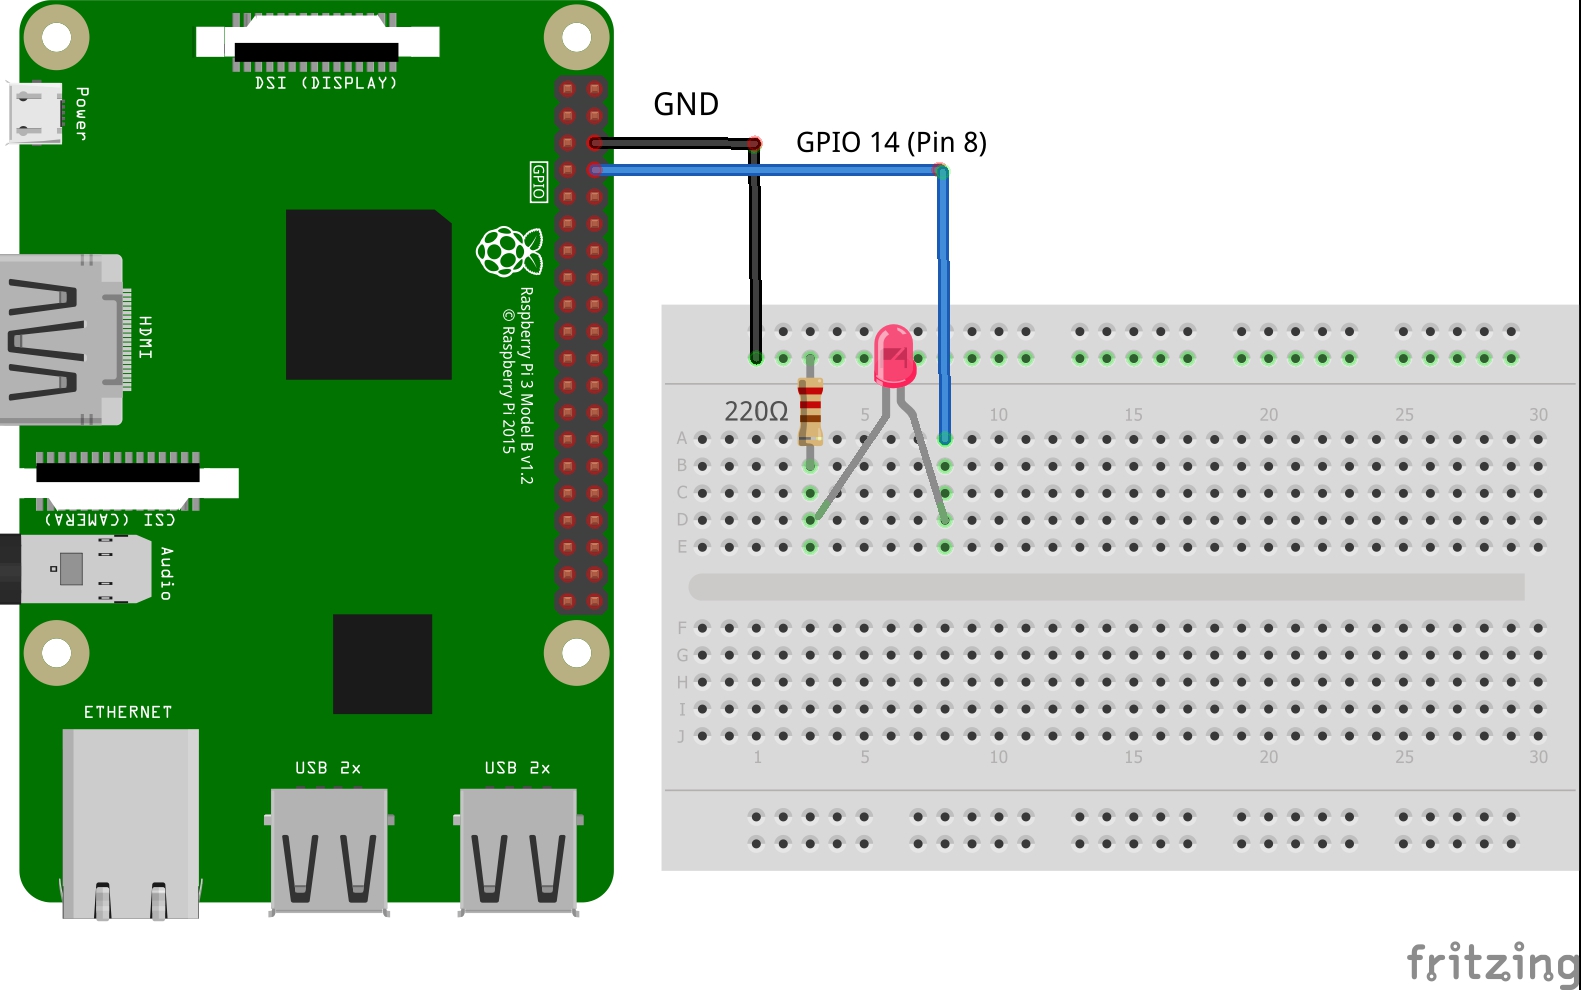 DSI (DISPLAY)
Power
GND
GPIO 14 (Pin 8)
GPIO
HDMI
Raspberry Pi 3 Model B v1.2
© Raspberry Pi 2015
220Ω
5 10 15 20 25 30
A
B
C
D
E
CSI (CAMERA)
Audio
F
G
H
I
J
1 5 10 15 20 25 30
ETHERNET
USB 2x
USB 2x
fritzing